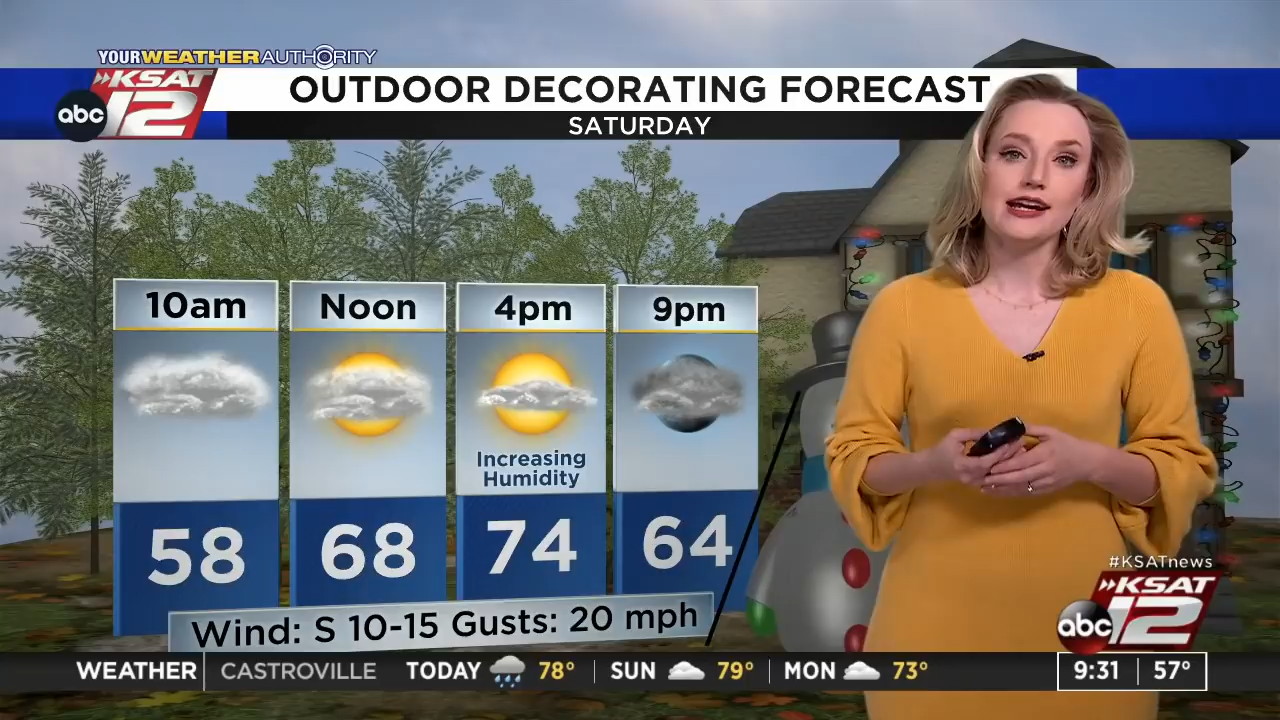 YOUR WEATHER AUTHORITY
KSAT
abc 12
OUTDOOR DECORATING FORECAST
SATURDAY
10am Noon 4pm 9pm
Increasing
Humidity
58 68 74 64
Wind: S 10-15 Gusts: 20 mph
#KSATnews
KSAT
abc 12
WEATHER CASTROVILLE TODAY 78° SUN 79° MON 73° 9:31 57°